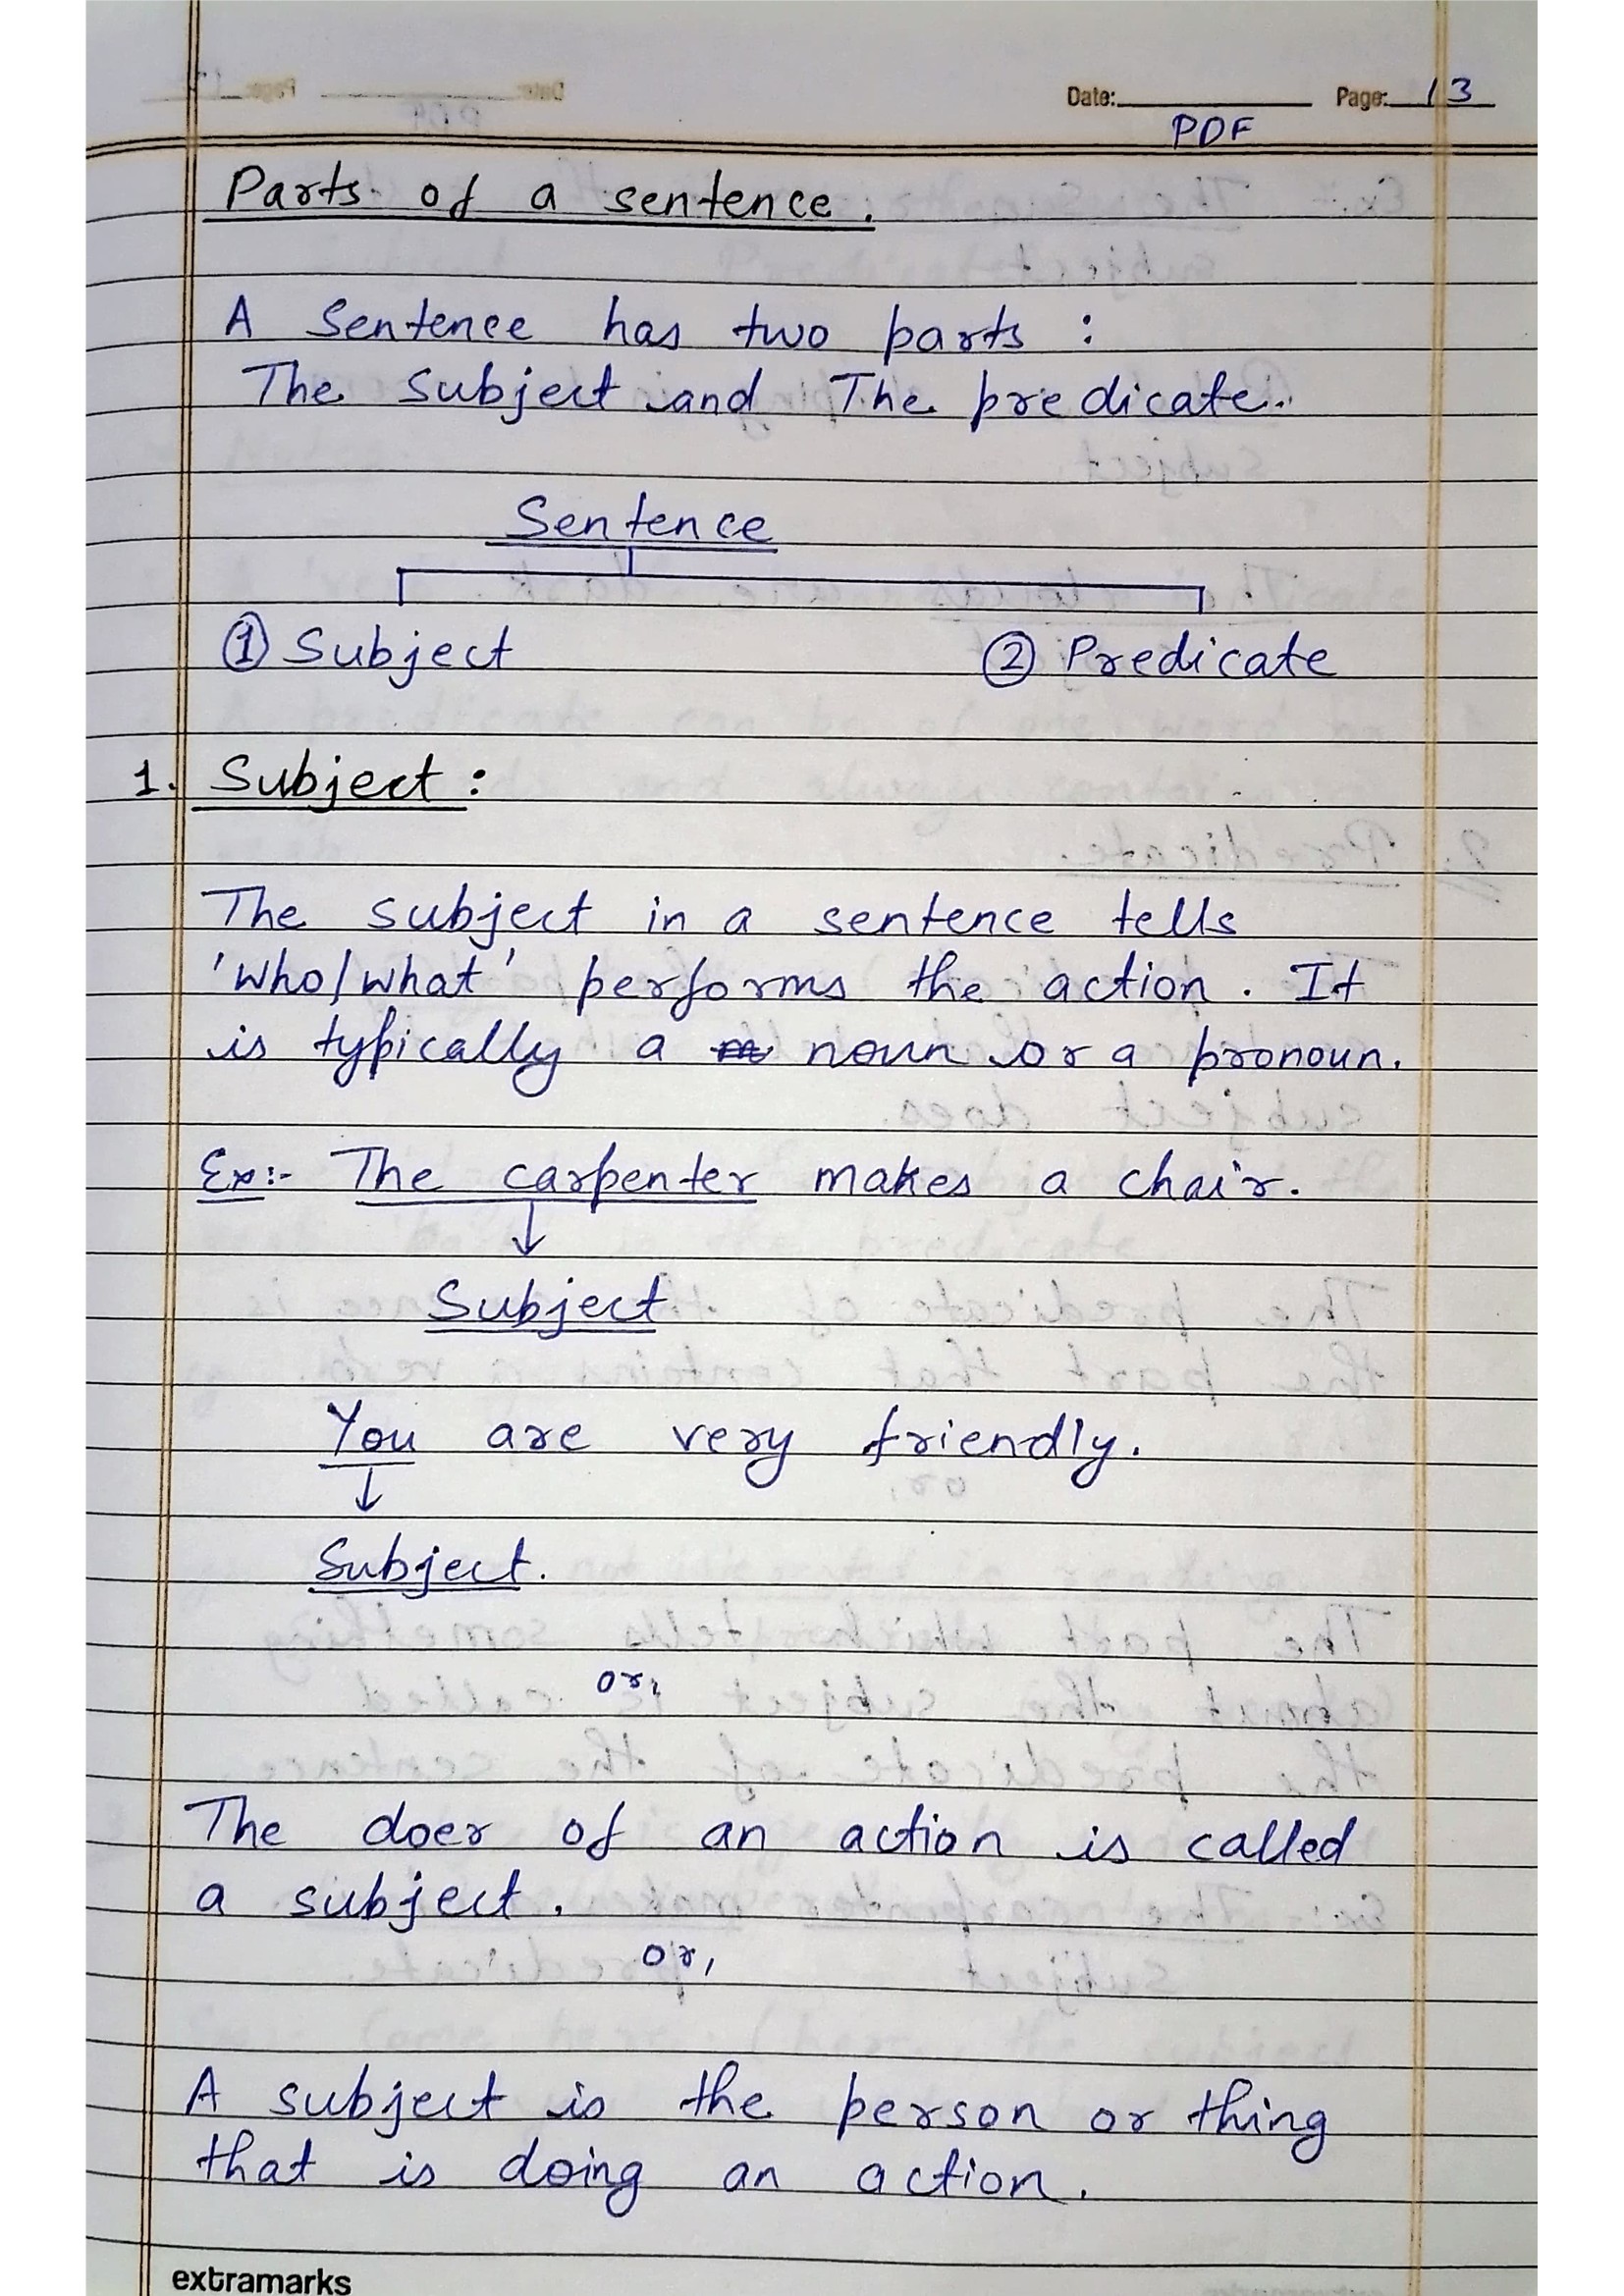 Date: Page: 13
PDF
Parts of a sentence.
A Sentence has two parts :
The Subject and The predicate.
Sentence
① Subject ② Predicate
1. Subject :
The subject in a sentence tells
'who/what' performs the action. It
is typically a noun or a pronoun.
Ex:- The carpenter makes a chair.
↓
Subject
You are very friendly.
↓
Subject.
or,
The doer of an action is called
a subject.
or,
A subject is the person or thing
that is doing an action.
extramarks